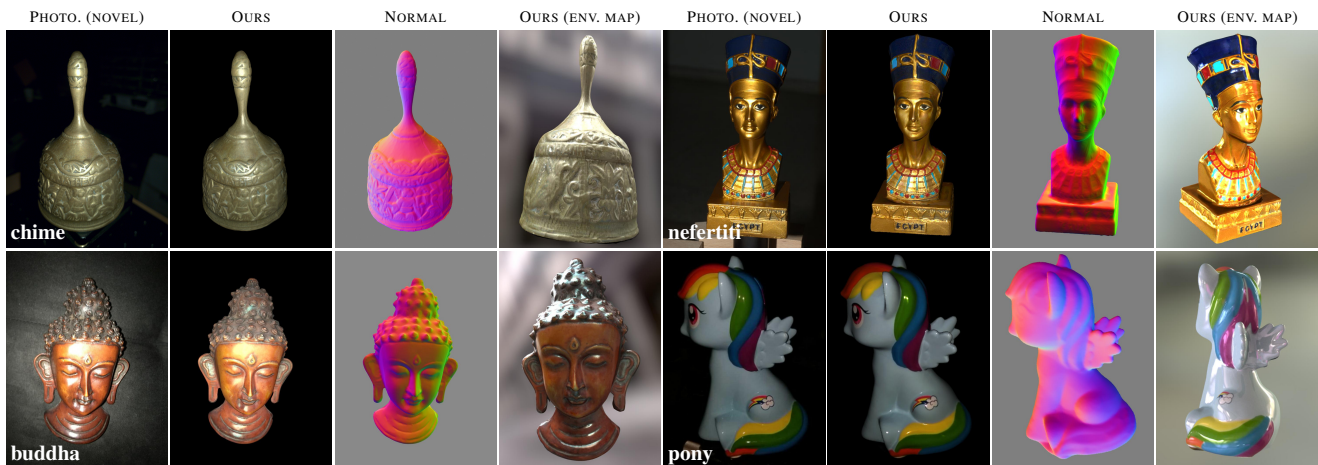 PHOTO. (NOVEL) OURS NORMAL OURS (ENV. MAP) PHOTO. (NOVEL) OURS NORMAL OURS (ENV. MAP)
EGYPT EGYPT EGYPT
chime nefertiti
buddha pony